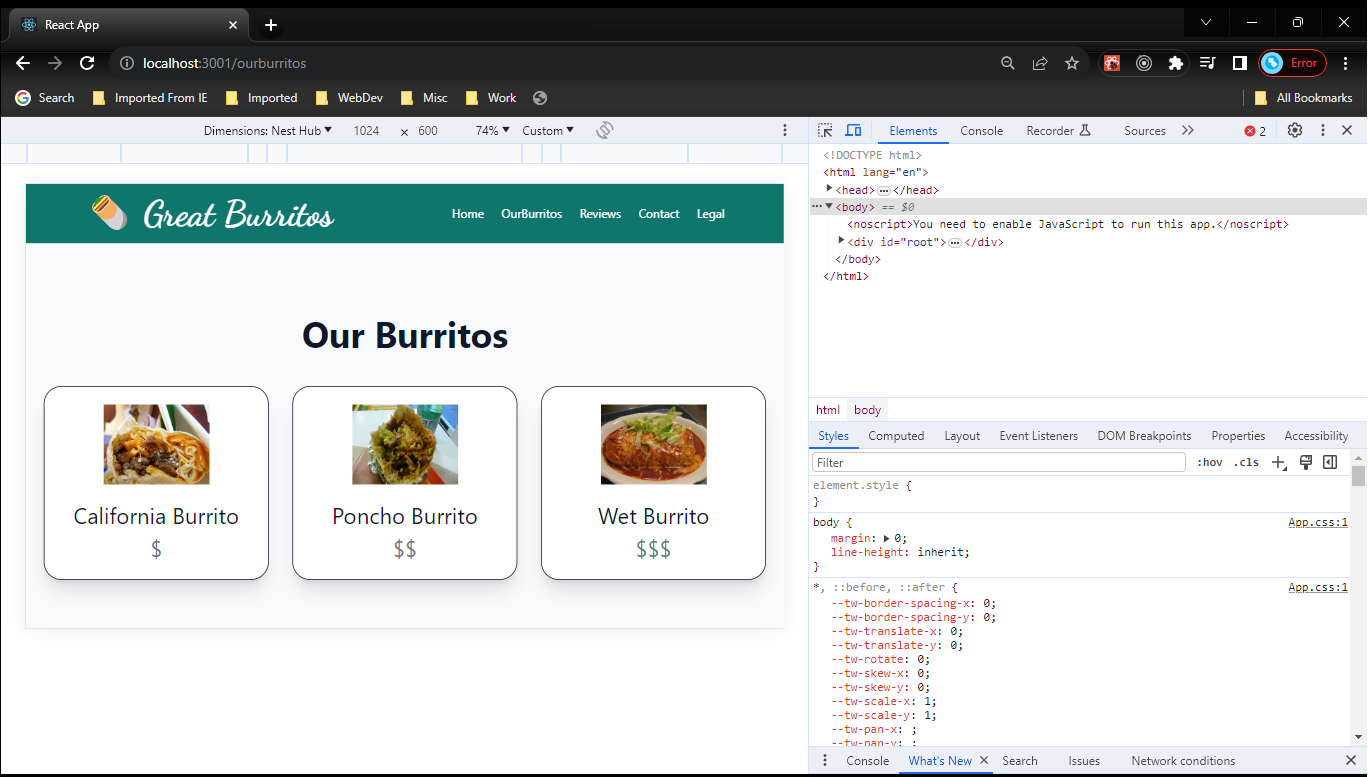 React App
localhost:3001/ourburritos
Error
Search Imported From IE Imported WebDev Misc Work All Bookmarks
Dimensions: Nest Hub ▼ 1024 × 600 74% ▼ Custom ▼
Elements Console Recorder Sources 2
Great Burritos
Home OurBurritos Reviews Contact Legal
Our Burritos
California Burrito
$
Poncho Burrito
$$
Wet Burrito
$$$
<!DOCTYPE html>
<html lang="en">
<head>…</head>
<body> == $0
<noscript>You need to enable JavaScript to run this app.</noscript>
<div id="root">…</div>
</body>
</html>
html body
Styles Computed Layout Event Listeners DOM Breakpoints Properties Accessibility
Filter :hov .cls
element.style {
}
body { App.css:1
margin: 0;
line-height: inherit;
}
*, ::before, ::after { App.css:1
--tw-border-spacing-x: 0;
--tw-border-spacing-y: 0;
--tw-translate-x: 0;
--tw-translate-y: 0;
--tw-rotate: 0;
--tw-skew-x: 0;
--tw-skew-y: 0;
--tw-scale-x: 1;
--tw-scale-y: 1;
--tw-pan-x: ;
--tw-pan-y: ;
Console What's New Search Issues Network conditions